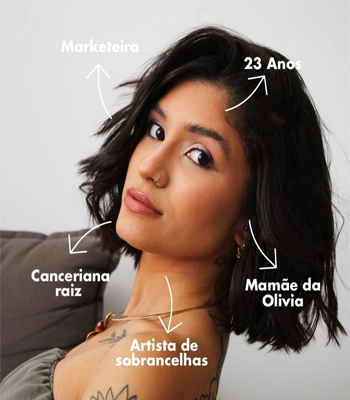 Marketeira
23 Anos
Canceriana
raiz
Mamãe da
Olivia
Artista de
sobrancelhas